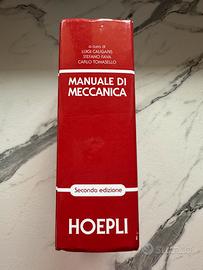 a cura di
LUIGI CALIGARIS
STEFANO FAVA
CARLO TOMASELLO
MANUALE DI
MECCANICA
Seconda edizione
HOEPLI